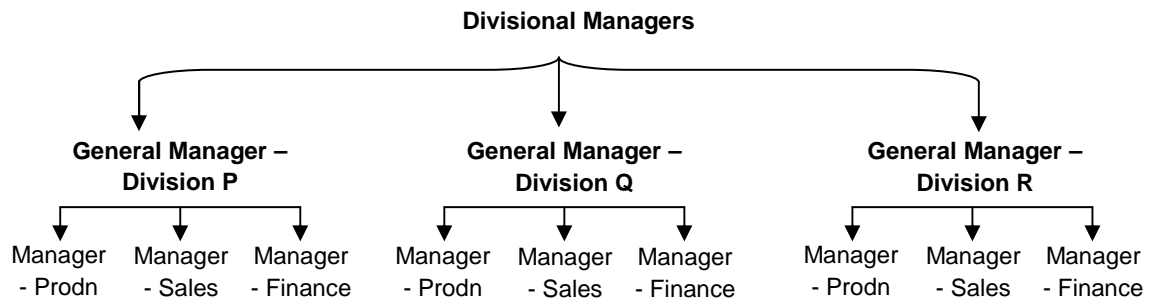 Divisional Managers
General Manager –
Division P
General Manager –
Division Q
General Manager –
Division R
Manager
- Prodn
Manager
- Sales
Manager
- Finance
Manager
- Prodn
Manager
- Sales
Manager
- Finance
Manager
- Prodn
Manager
- Sales
Manager
- Finance